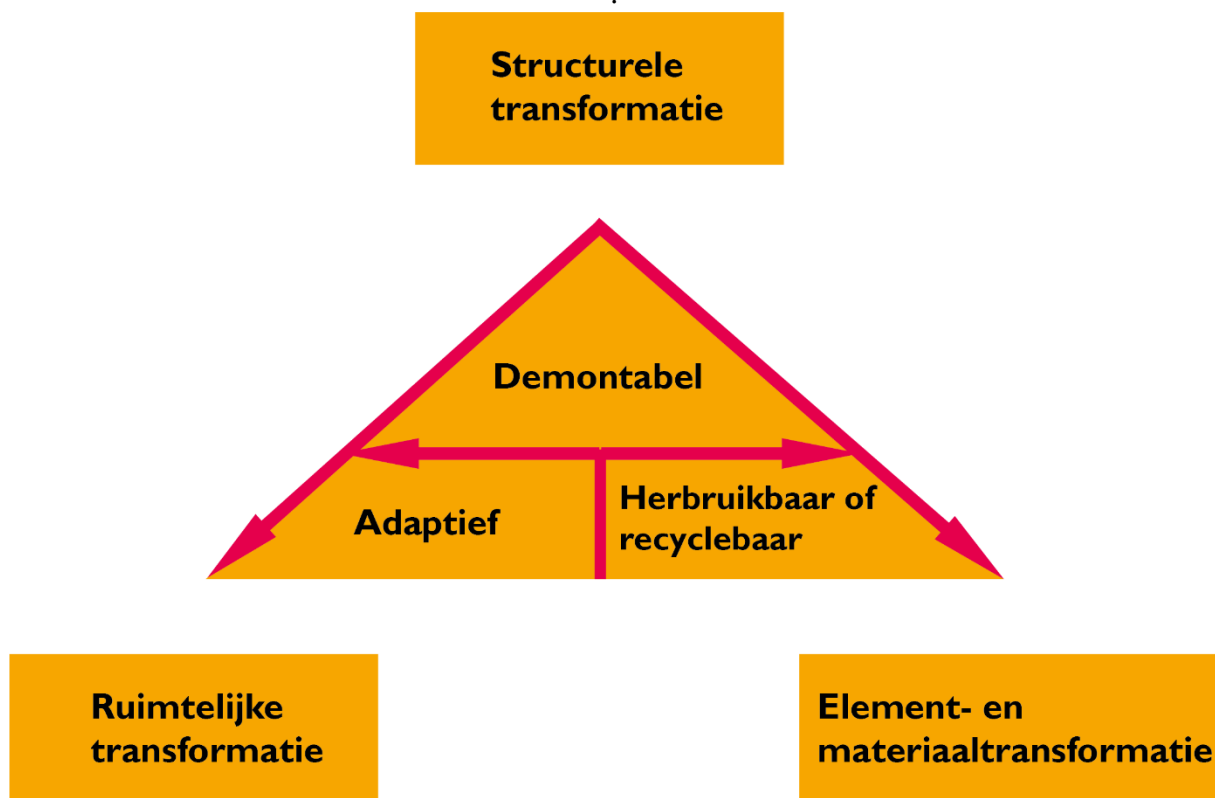 Structurele
transformatie
Demontabel
Adaptief
Herbruikbaar of
recyclebaar
Ruimtelijke
transformatie
Element- en
materiaaltransformatie